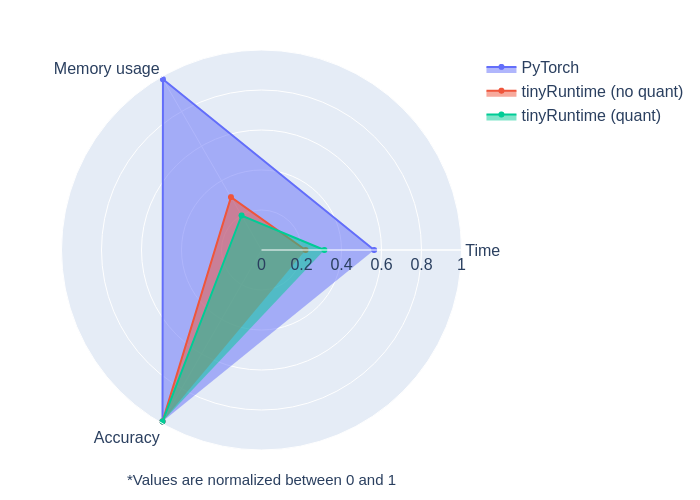 Memory usage
PyTorch
tinyRuntime (no quant)
tinyRuntime (quant)
Time
0 0.2 0.4 0.6 0.8 1
Accuracy
*Values are normalized between 0 and 1